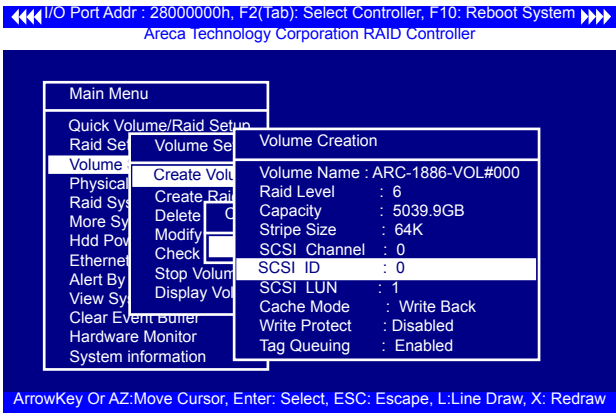 I/O Port Addr : 28000000h, F2(Tab): Select Controller, F10: Reboot System
Areca Technology Corporation RAID Controller
Main Menu
Quick Volume/Raid Setup
Raid Set
Volume
Physical
Raid Sys
More Sy
Hdd Pow
Ethernet
Alert By
View Sy
Clear Event Buffer
Hardware Monitor
System information
Volume Se
Create Volu
Create Rai
Delete
Modify
Check
Stop Volum
Display Vol
C
Volume Creation
Volume Name : ARC-1886-VOL#000
Raid Level : 6
Capacity : 5039.9GB
Stripe Size : 64K
SCSI Channel : 0
SCSI ID : 0
SCSI LUN : 1
Cache Mode : Write Back
Write Protect : Disabled
Tag Queuing : Enabled
ArrowKey Or AZ:Move Cursor, Enter: Select, ESC: Escape, L:Line Draw, X: Redraw